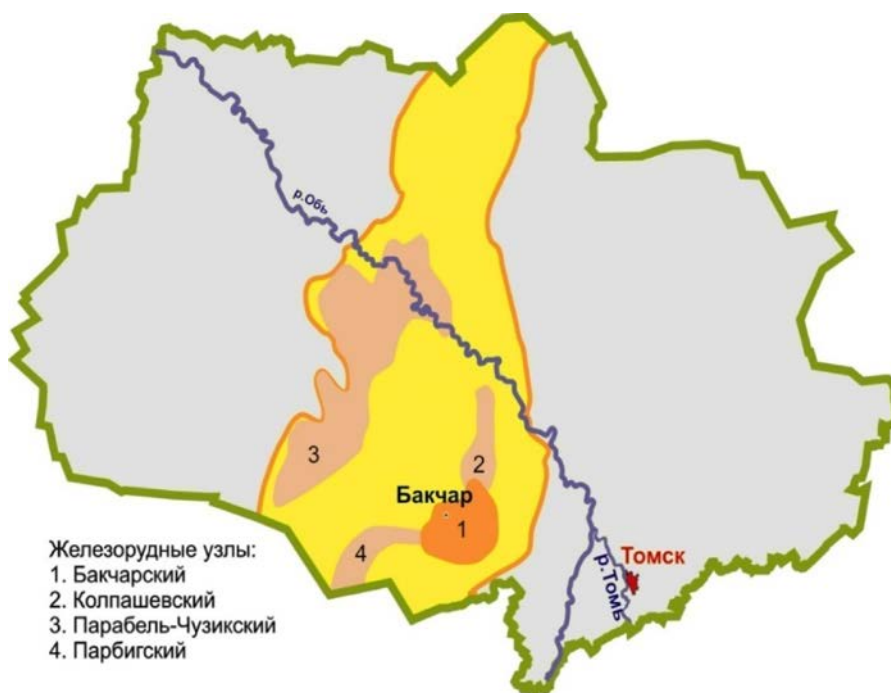 р.Обь
3
2
Бакчар
1
4
Томск
р.Томь
Железорудные узлы:
1. Бакчарский
2. Колпашевский
3. Парабель-Чузикский
4. Парбигский